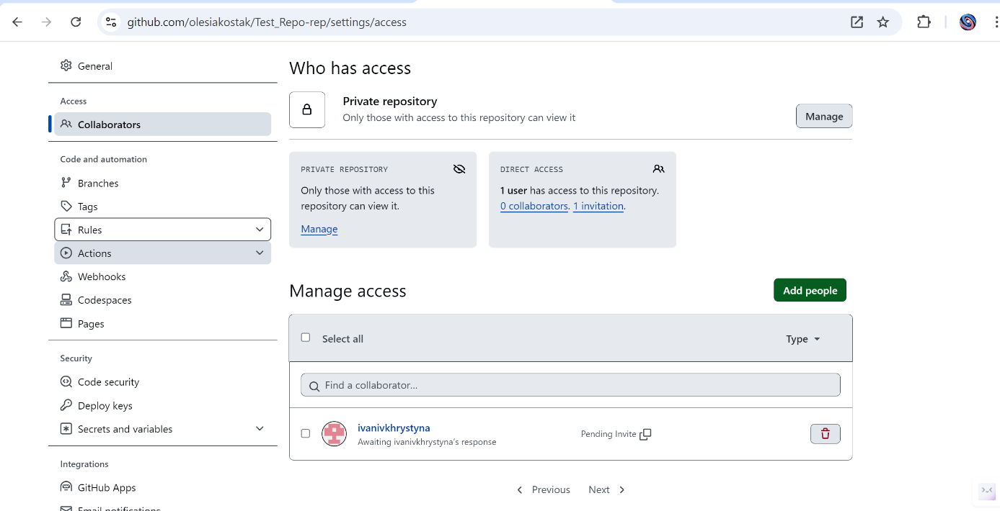 github.com/olesiakostak/Test_Repo-rep/settings/access
General
Access
Collaborators
Code and automation
Branches
Tags
Rules
Actions
Webhooks
Codespaces
Pages
Security
Code security
Deploy keys
Secrets and variables
Integrations
GitHub Apps
Email notifications
Who has access
Private repository
Only those with access to this repository can view it
Manage
PRIVATE REPOSITORY
Only those with access to this
repository can view it.
Manage
DIRECT ACCESS
1 user has access to this repository.
0 collaborators. 1 invitation.
Manage access
Add people
Select all
Type
Find a collaborator...
ivanivkhrystyna
Awaiting ivanivkhrystyna's response
Pending Invite
Previous
Next